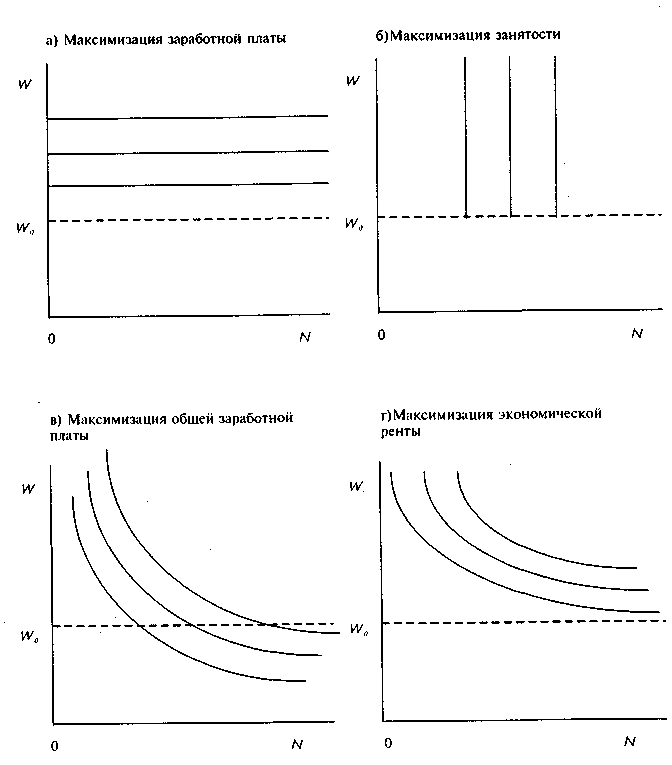 а) Максимизация заработной платы
W
W₀
0
N
б)Максимизация занятости
W
W₀
0
N
в) Максимизация общей заработной
платы
W
W₀
0
N
г)Максимизация экономической
ренты
W
W₀
0
N